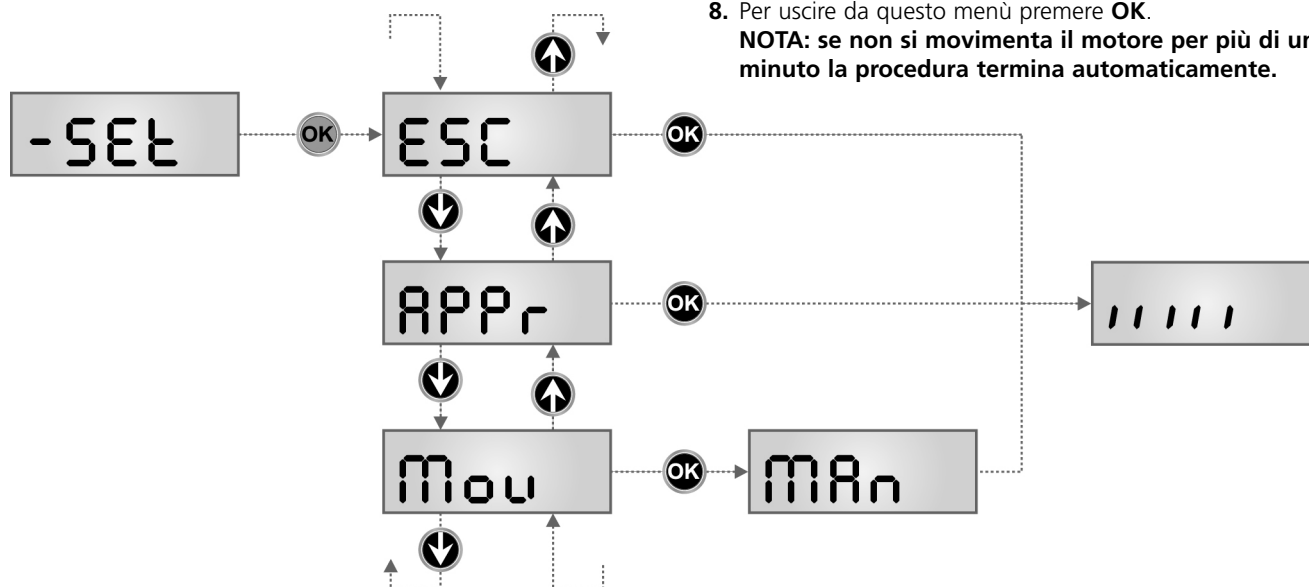 8. Per uscire da questo menù premere OK.
NOTA: se non si movimenta il motore per più di un
minuto la procedura termina automaticamente.
-SEt
OK
ESC
OK
APPr
OK
Mov
OK
MAn